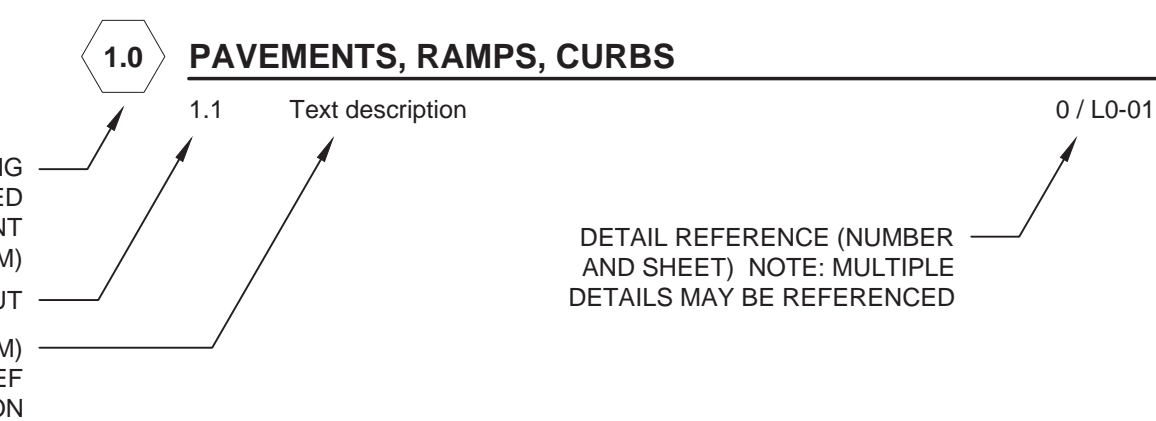 1.0 PAVEMENTS, RAMPS, CURBS
1.1 Text description 0 / L0-01
DETAIL REFERENCE (NUMBER
AND SHEET) NOTE: MULTIPLE
DETAILS MAY BE REFERENCED